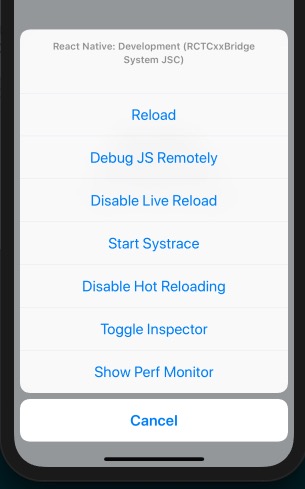 React Native: Development (RCTCxxBridge
System JSC)
Reload
Debug JS Remotely
Disable Live Reload
Start Systrace
Disable Hot Reloading
Toggle Inspector
Show Perf Monitor
Cancel